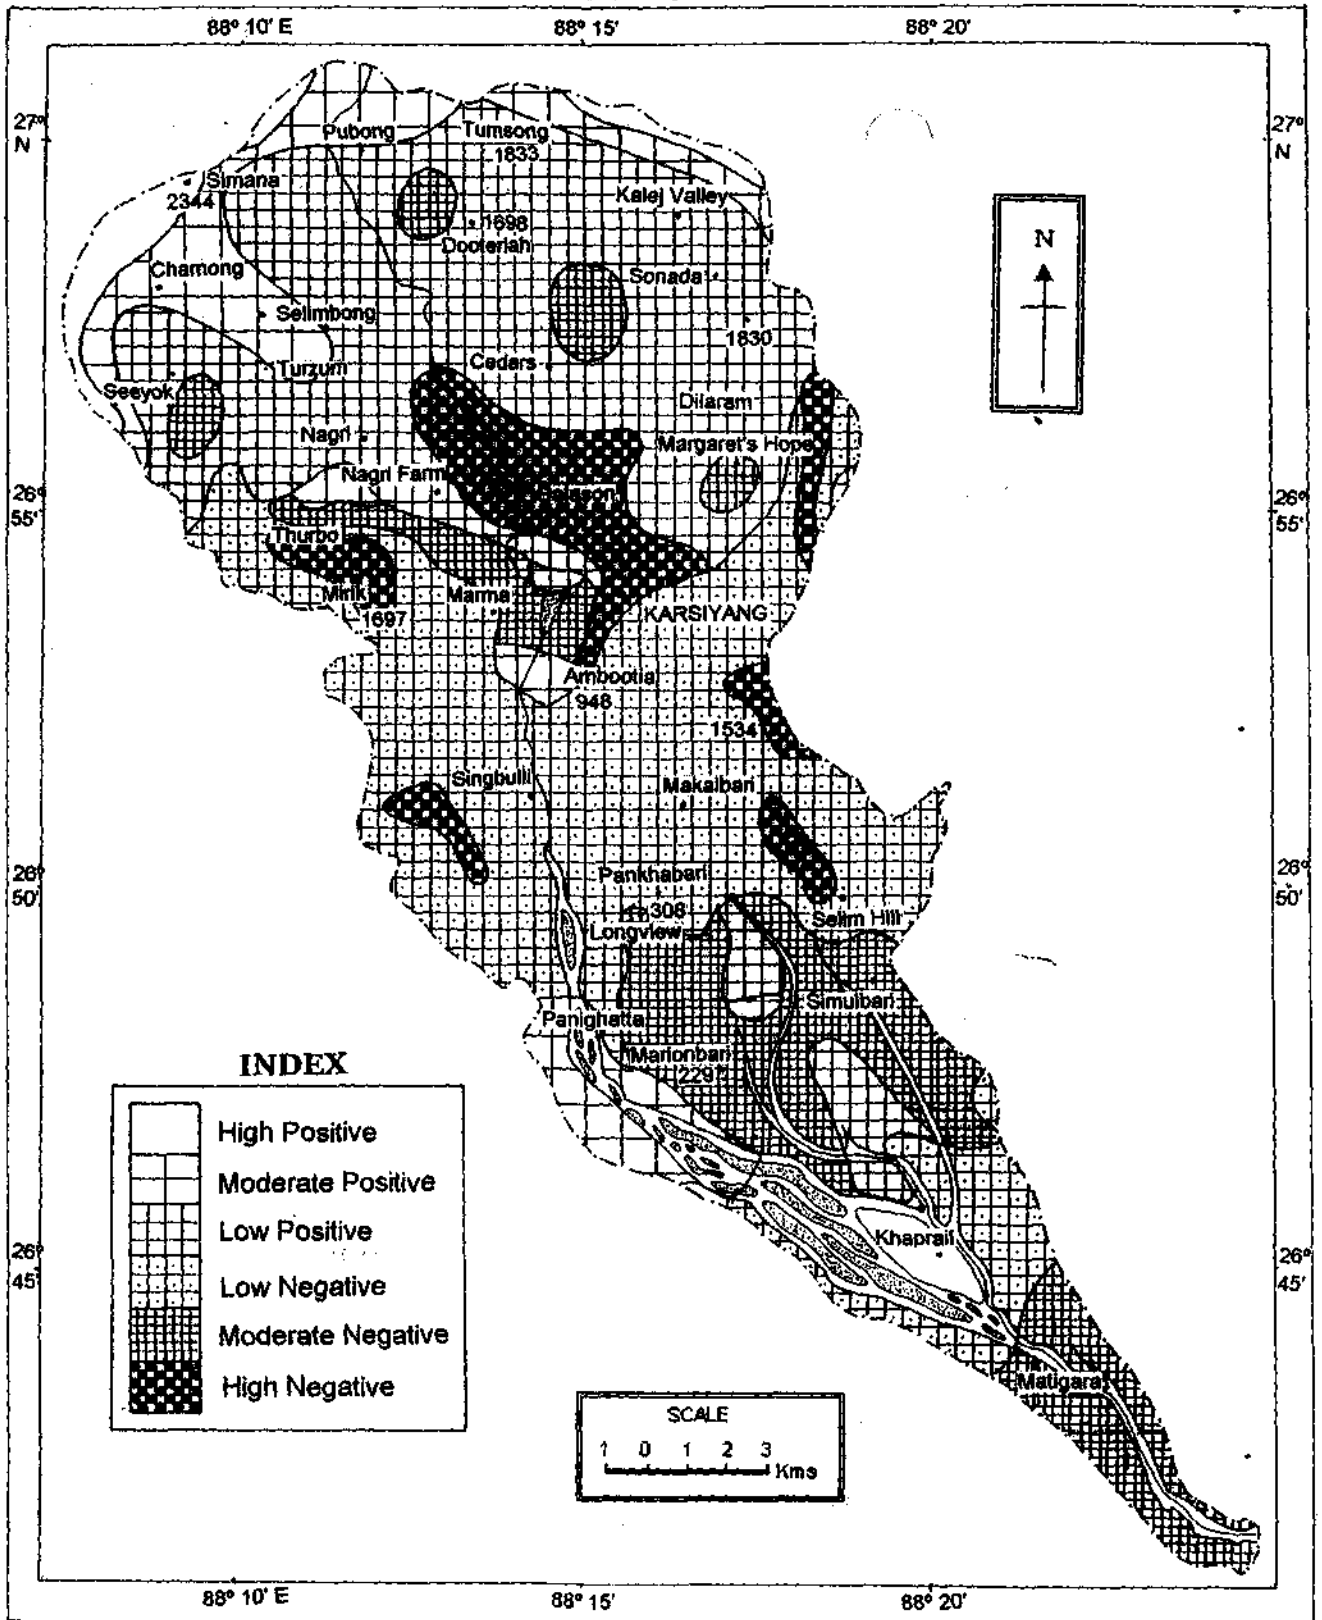 88° 10' E
88° 15'
88° 20'
27°
N
27°
N
Pubong
Tumsong
1833
Simana
2344
Kalej Valley
1698
Dooteriah
N
Chamong
Sonada
Selimbong
1830
Turzum
Cedars
Seeyok
Dilaram
Nagri
Margaret's Hope
Nagri Farm
Balason
26°
55'
26°
55'
Thurbo
Mirik
Marma
1697
KARSIYANG
Ambootia
948
1534
Singbulli
Makaibari
26°
50'
Pankhabari
26°
50'
308
Longview
Selim Hill
Simulbari
Panighatta
Marionbari
229
INDEX
High Positive
Moderate Positive
Low Positive
Low Negative
Moderate Negative
High Negative
Khaprail
26°
45'
26°
45'
Matigara
SCALE
1 0 1 2 3
Kms
88° 10' E
88° 15'
88° 20'